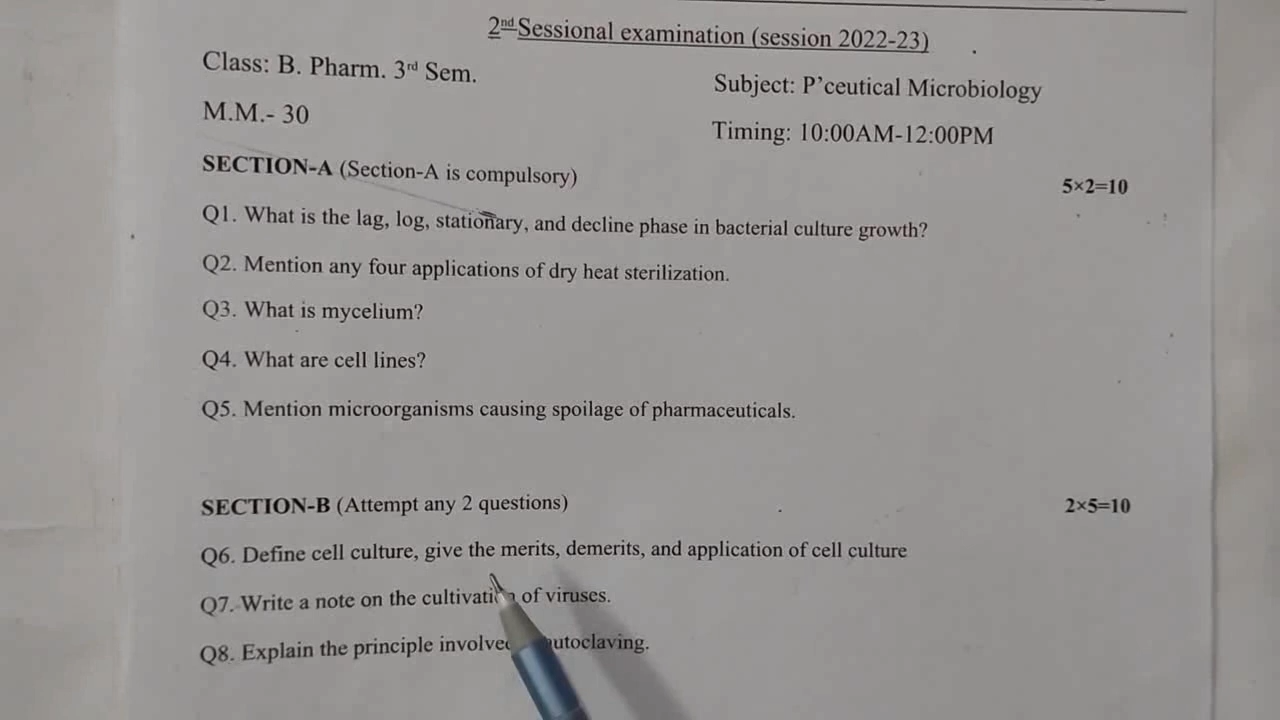 2nd Sessional examination (session 2022-23)
Class: B. Pharm. 3rd Sem.
Subject: P'ceutical Microbiology
M.M.- 30
Timing: 10:00AM-12:00PM
SECTION-A (Section-A is compulsory) 5×2=10
Q1. What is the lag, log, stationary, and decline phase in bacterial culture growth?
Q2. Mention any four applications of dry heat sterilization.
Q3. What is mycelium?
Q4. What are cell lines?
Q5. Mention microorganisms causing spoilage of pharmaceuticals.
SECTION-B (Attempt any 2 questions) 2×5=10
Q6. Define cell culture, give the merits, demerits, and application of cell culture
Q7. Write a note on the cultivation of viruses.
Q8. Explain the principle involved autoclaving.